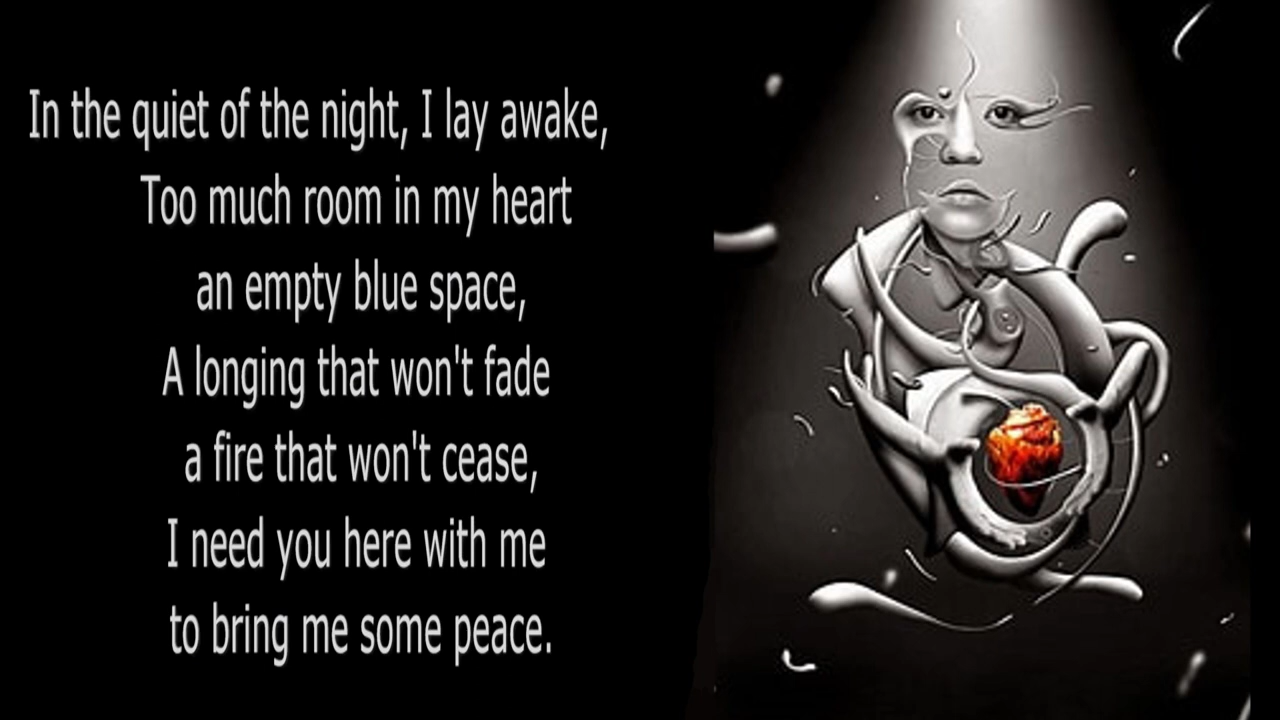 In the quiet of the night, I lay awake,
Too much room in my heart
an empty blue space,
A longing that won't fade
a fire that won't cease,
I need you here with me
to bring me some peace.